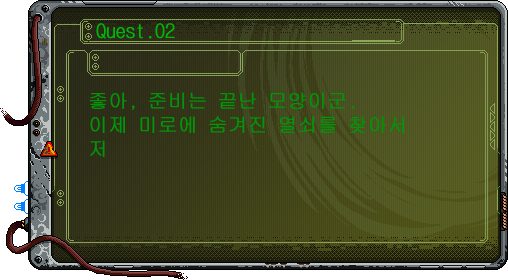 Quest.02
좋아, 준비는 끝난 모양이군.
이제 미로에 숨겨진 열쇠를 찾아서
저